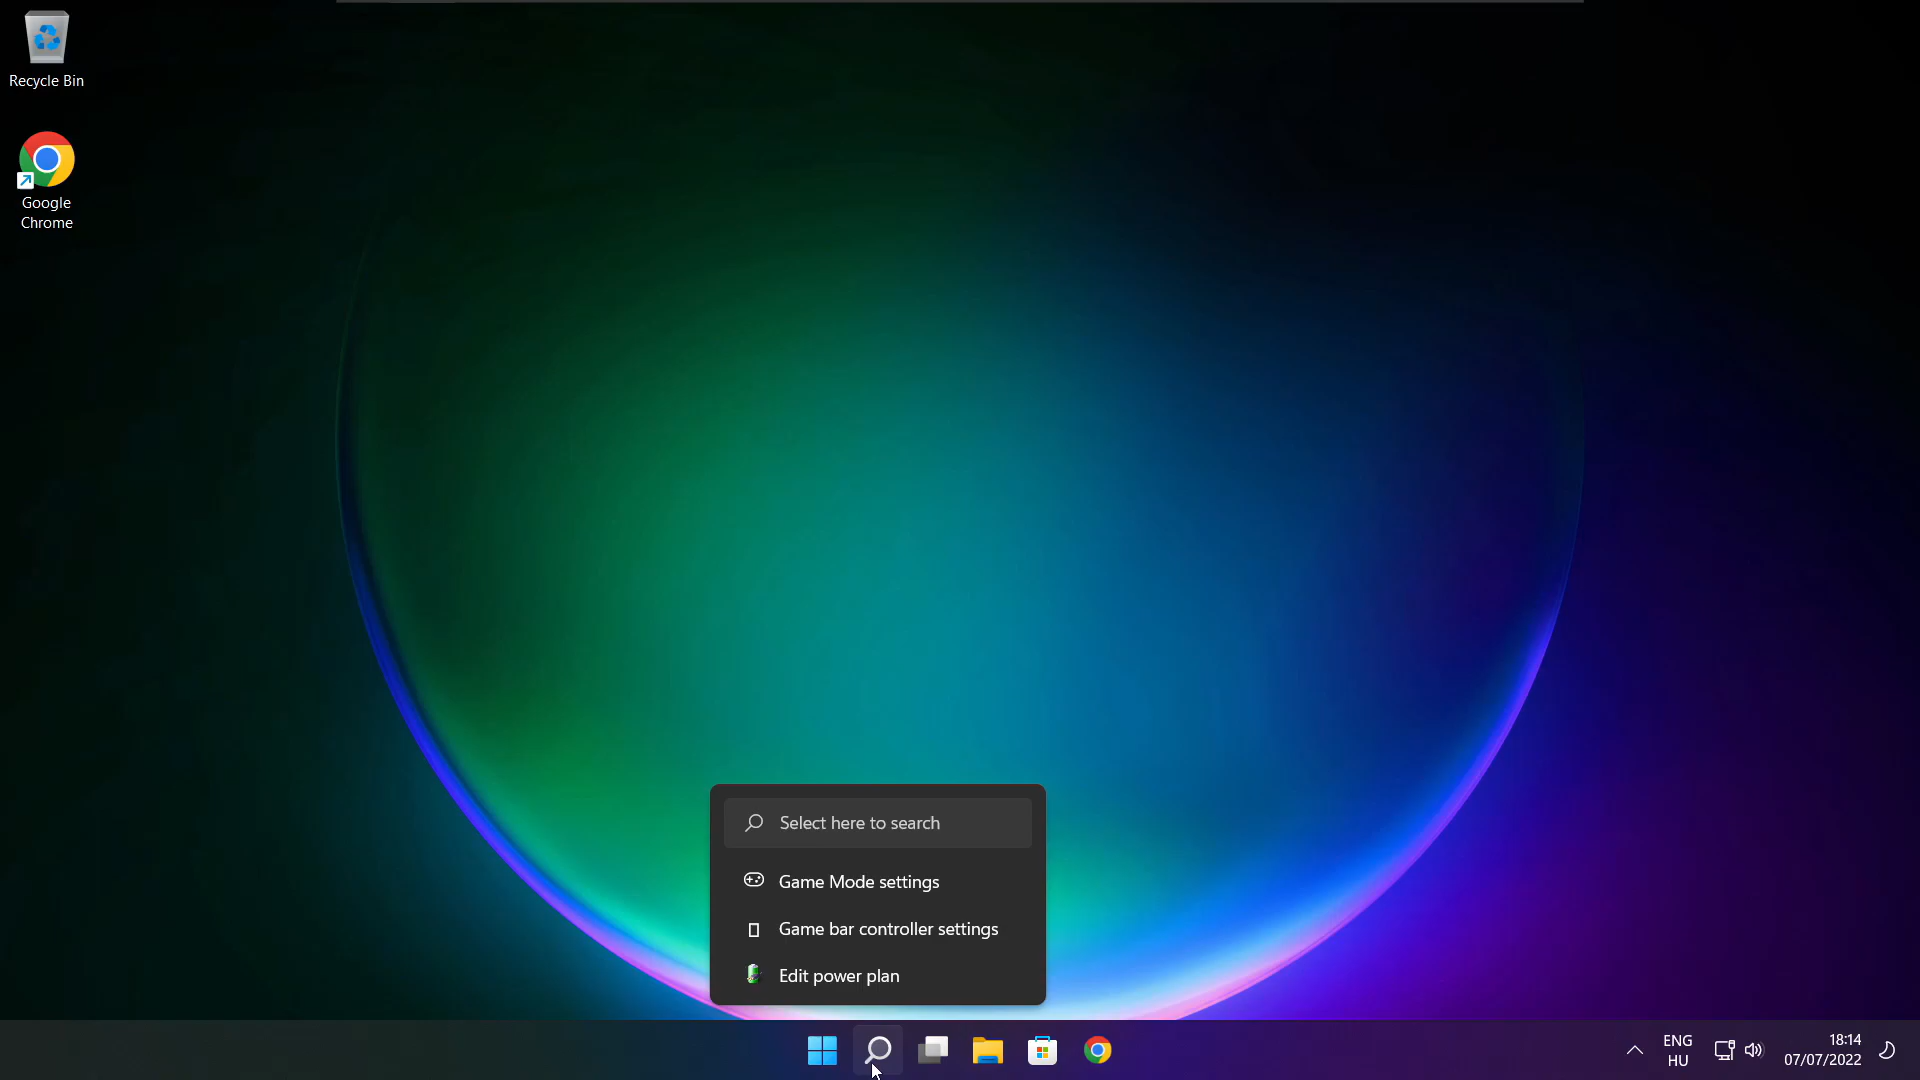 Recycle Bin
Google
Chrome
Select here to search
Game Mode settings
Game bar controller settings
Edit power plan
ENG
HU
18:14
07/07/2022